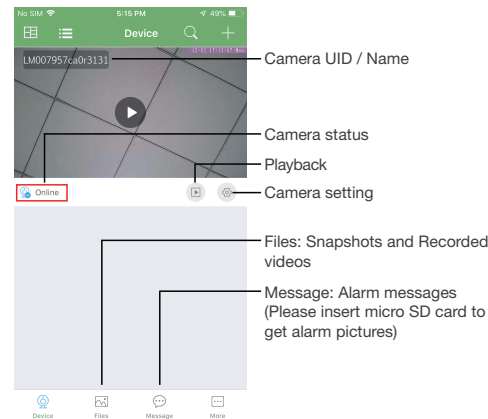 No SIM 5:15 PM 49%
Device
LM007957ca0r3131
Online
Device Files Message More
Camera UID / Name
Camera status
Playback
Camera setting
Files: Snapshots and Recorded
videos
Message: Alarm messages
(Please insert micro SD card to
get alarm pictures)